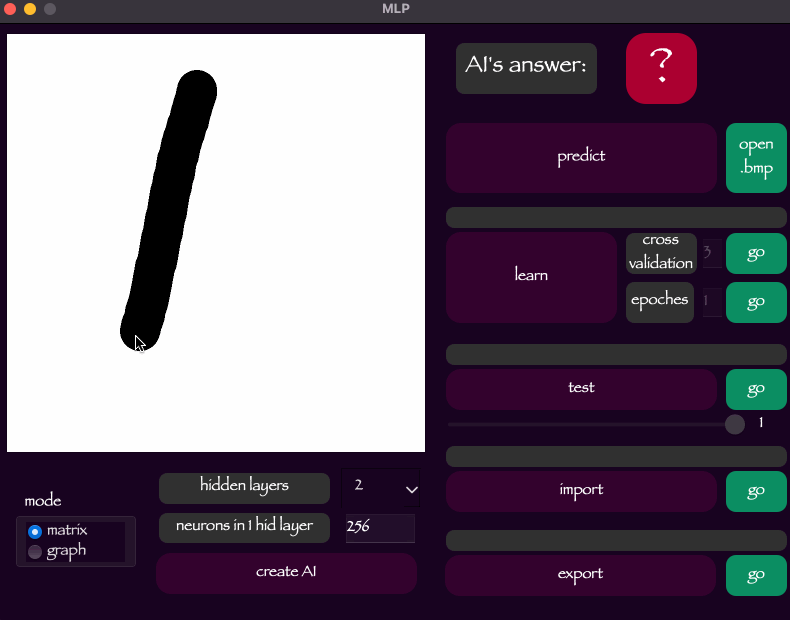 MLP
AI's answer:
?
predict
open
.bmp
cross
validation
3
go
learn
epoches
1
go
test
go
1
hidden layers
2
mode
matrix
graph
neurons in 1 hid layer
256
import
go
create AI
export
go